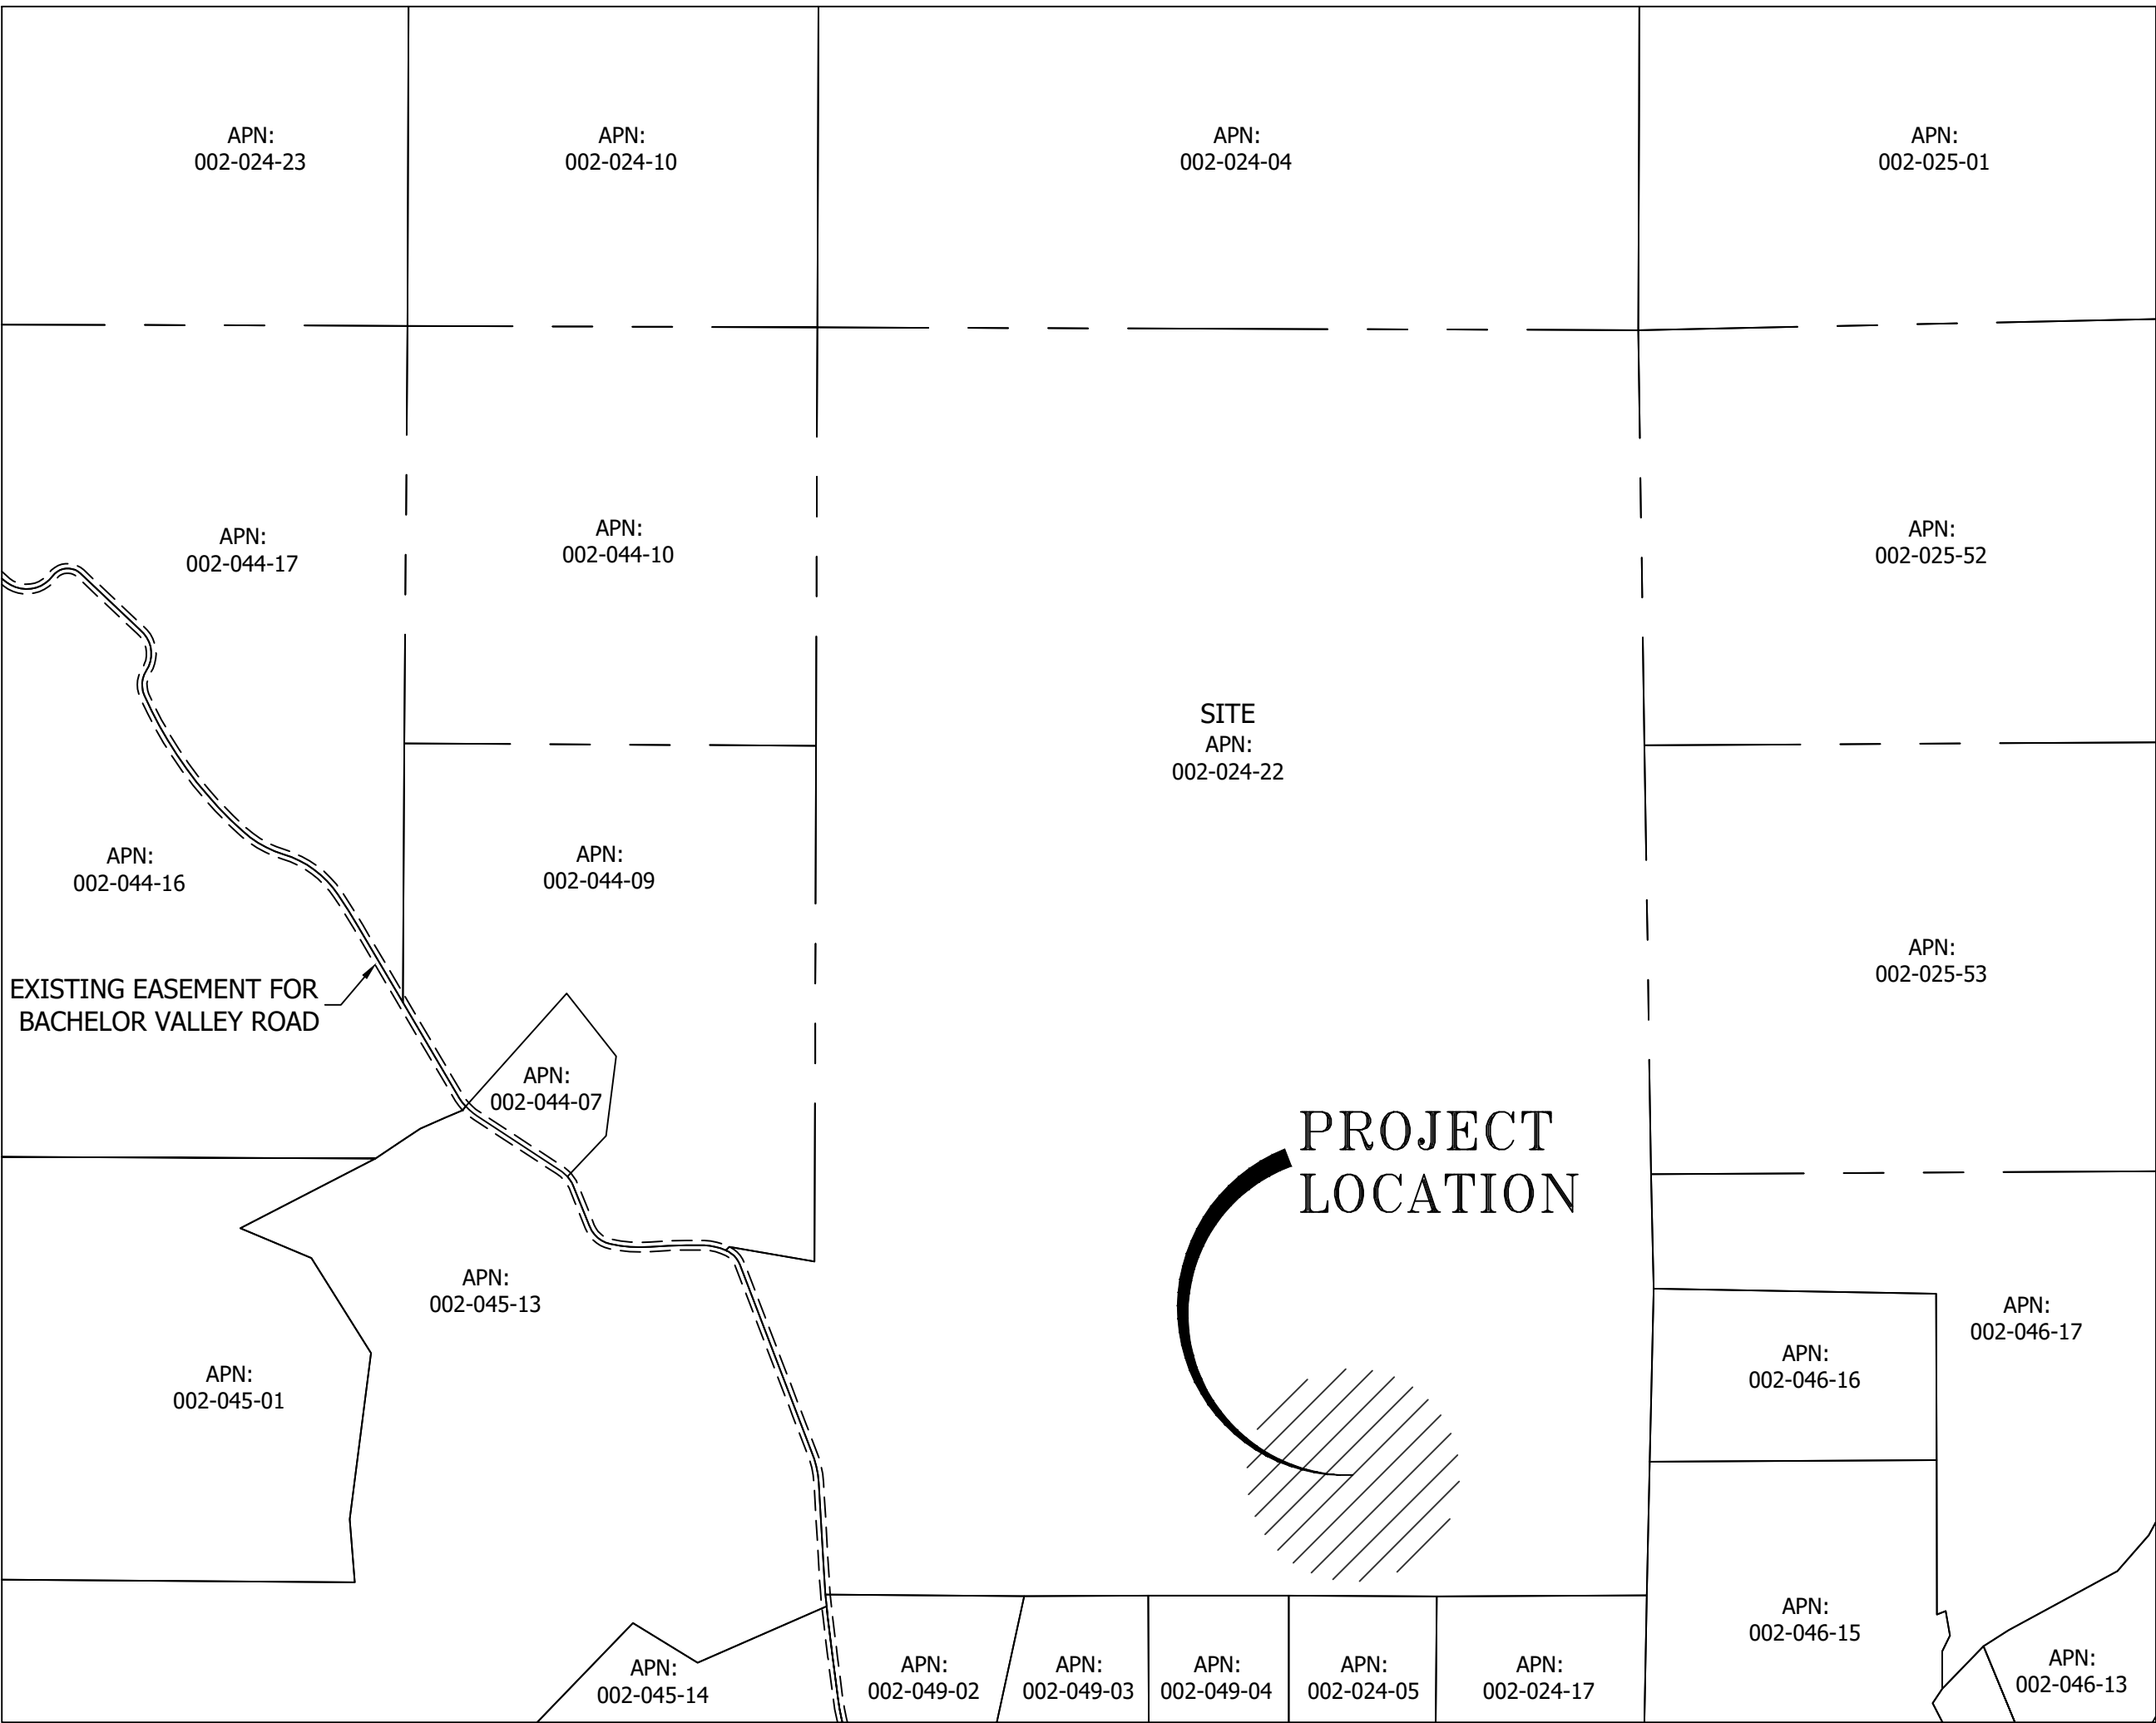 APN:
002-024-23
APN:
002-024-10
APN:
002-024-04
APN:
002-025-01
APN:
002-044-17
APN:
002-044-10
APN:
002-025-52
SITE
APN:
002-024-22
APN:
002-044-16
APN:
002-044-09
APN:
002-025-53
EXISTING EASEMENT FOR
BACHELOR VALLEY ROAD
APN:
002-044-07
PROJECT
LOCATION
APN:
002-045-13
APN:
002-046-17
APN:
002-046-16
APN:
002-045-01
APN:
002-046-15
APN:
002-045-14
APN:
002-049-02
APN:
002-049-03
APN:
002-049-04
APN:
002-024-05
APN:
002-024-17
APN:
002-046-13